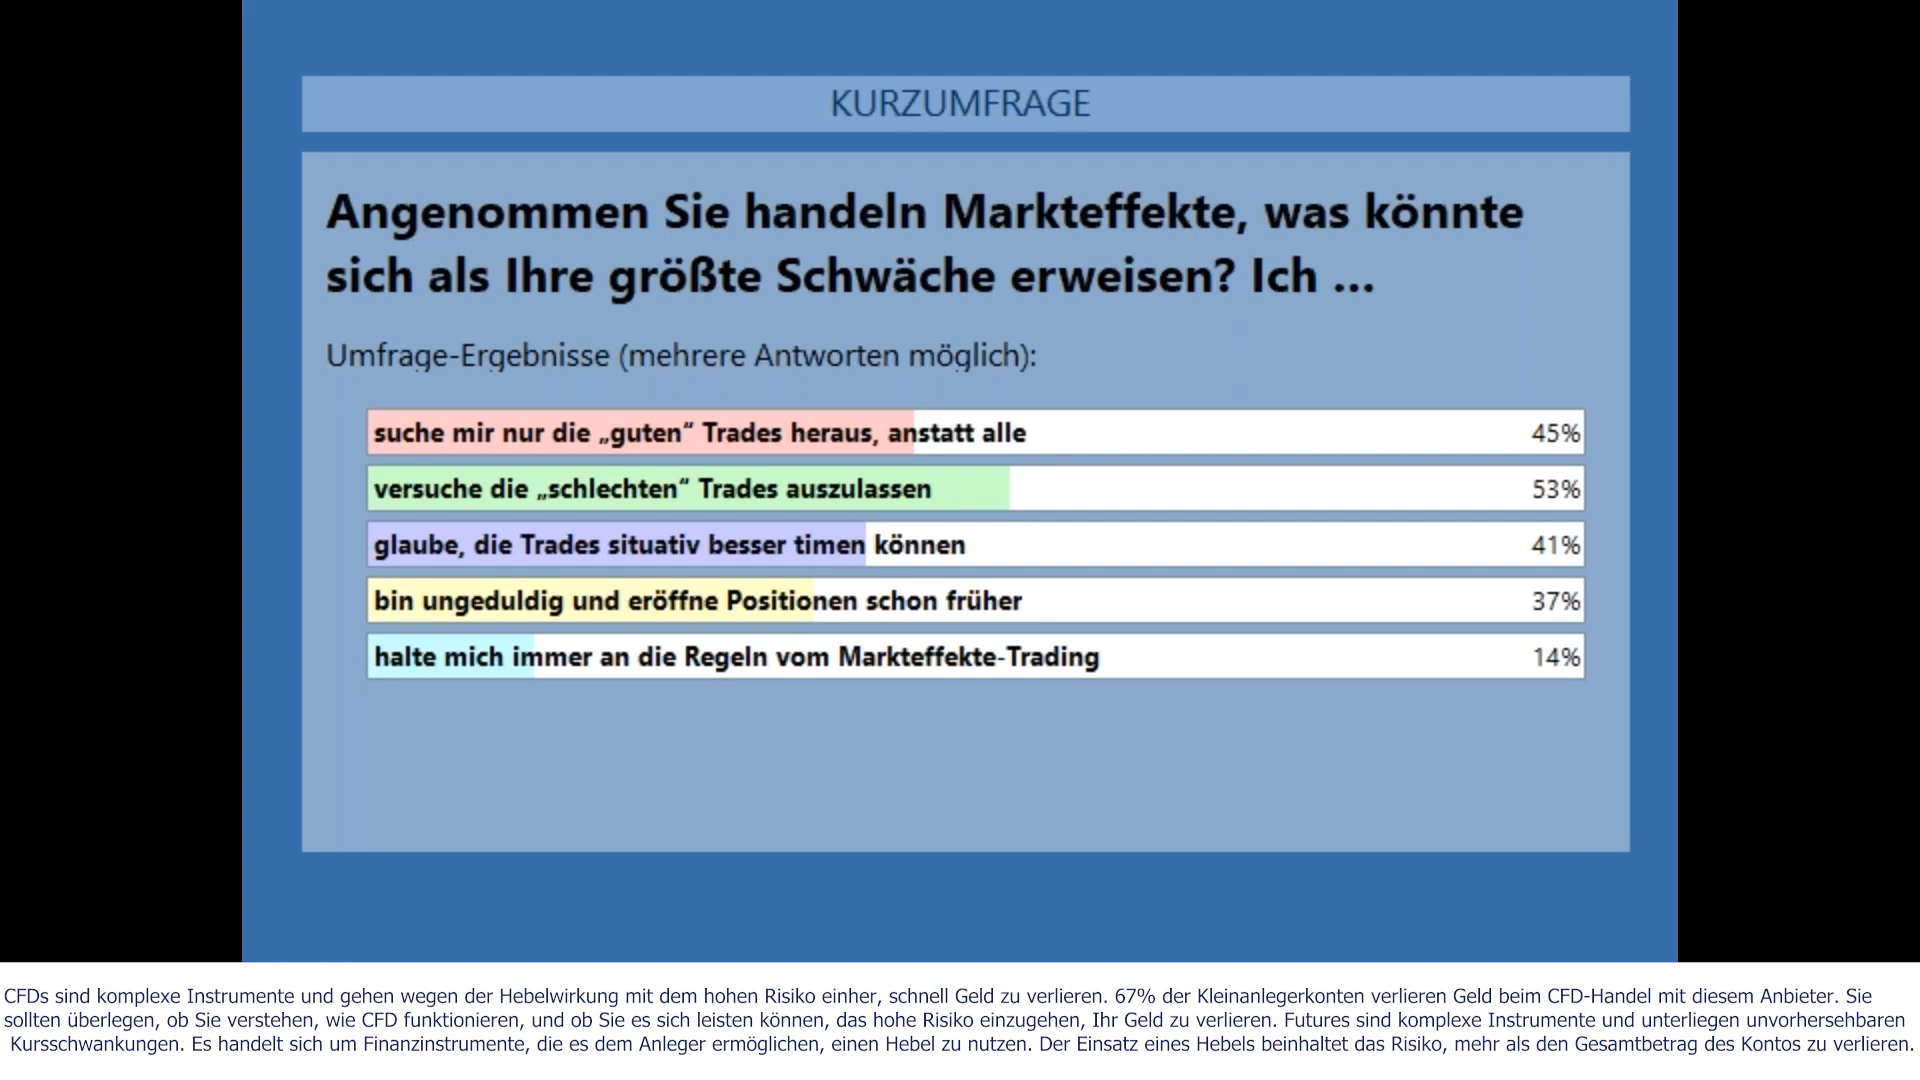 KURZUMFRAGE
Angenommen Sie handeln Markteffekte, was könnte
sich als Ihre größte Schwäche erweisen? Ich ...
Umfrage-Ergebnisse (mehrere Antworten möglich):
suche mir nur die „guten“ Trades heraus, anstatt alle 45%
versuche die „schlechten“ Trades auszulassen 53%
glaube, die Trades situativ besser timen können 41%
bin ungeduldig und eröffne Positionen schon früher 37%
halte mich immer an die Regeln vom Markteffekte-Trading 14%
CFDs sind komplexe Instrumente und gehen wegen der Hebelwirkung mit dem hohen Risiko einher, schnell Geld zu verlieren. 67% der Kleinanlegerkonten verlieren Geld beim CFD-Handel mit diesem Anbieter. Sie
sollten überlegen, ob Sie verstehen, wie CFD funktionieren, und ob Sie es sich leisten können, das hohe Risiko einzugehen, Ihr Geld zu verlieren. Futures sind komplexe Instrumente und unterliegen unvorhersehbaren
Kursschwankungen. Es handelt sich um Finanzinstrumente, die es dem Anleger ermöglichen, einen Hebel zu nutzen. Der Einsatz eines Hebels beinhaltet das Risiko, mehr als den Gesamtbetrag des Kontos zu verlieren.